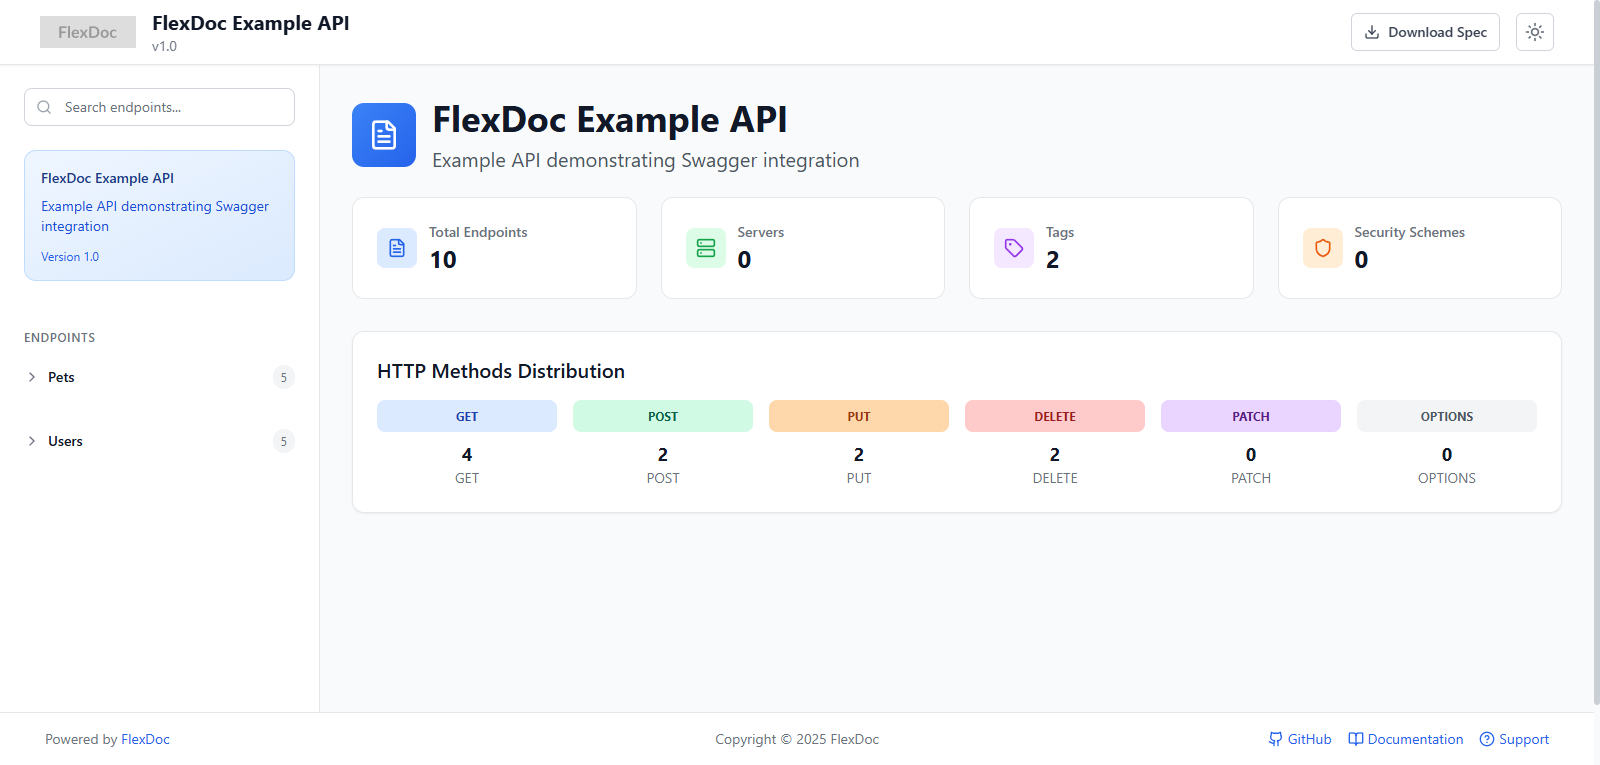 FlexDoc
FlexDoc Example API
v1.0
Download Spec
Search endpoints...
FlexDoc Example API
Example API demonstrating Swagger
integration
Version 1.0
ENDPOINTS
Pets 5
Users 5
FlexDoc Example API
Example API demonstrating Swagger integration
Total Endpoints
10
Servers
0
Tags
2
Security Schemes
0
HTTP Methods Distribution
GET POST PUT DELETE PATCH OPTIONS
4 2 2 2 0 0
GET POST PUT DELETE PATCH OPTIONS
Powered by FlexDoc
Copyright © 2025 FlexDoc
GitHub Documentation Support